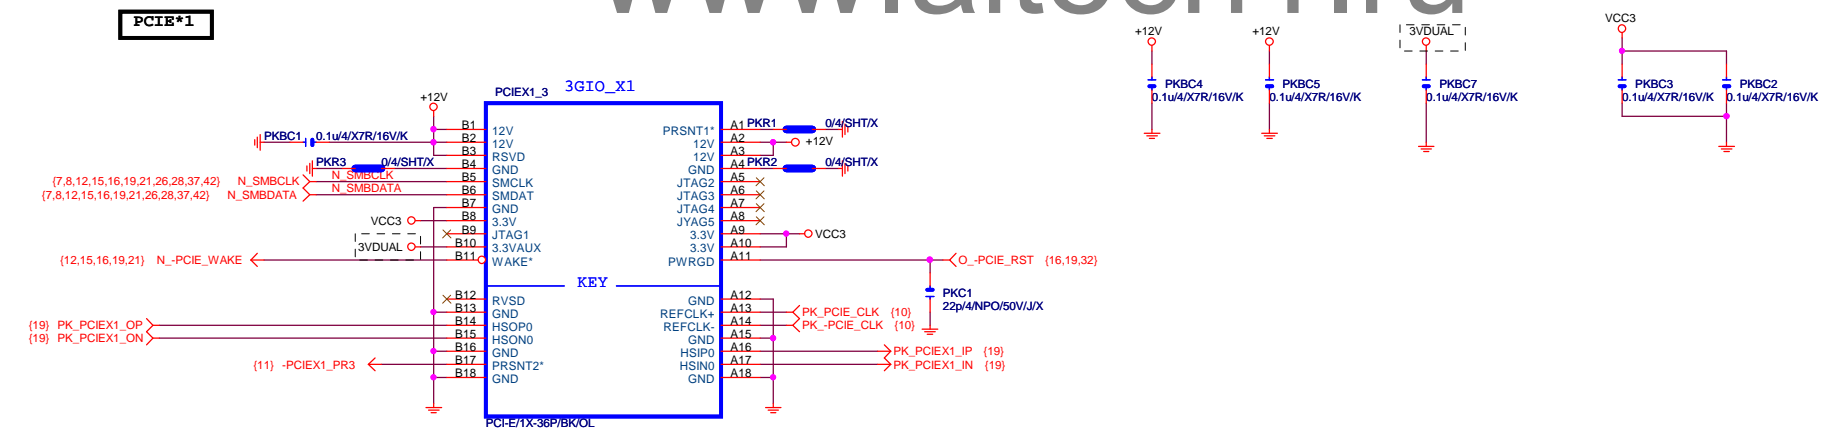 PCIE*1
+12V
+12V
3VDUAL
VCC3
PKBC4
0.1u/4/X7R/16V/K
PKBC5
0.1u/4/X7R/16V/K
PKBC7
0.1u/4/X7R/16V/K
PKBC3
0.1u/4/X7R/16V/K
PKBC2
0.1u/4/X7R/16V/K
PCIEX1_3
3GIO_X1
+12V
PKBC1 0.1u/4/X7R/16V/K
PKR3 0/4/SHT/X
{7,8,12,15,16,19,21,26,28,37,42} N_SMBCLK N_SMBCLK
{7,8,12,15,16,19,21,26,28,37,42} N_SMBDATA N_SMBDATA
VCC3
3VDUAL
{12,15,16,19,21} N_-PCIE_WAKE
{19} PK_PCIEX1_OP
{19} PK_PCIEX1_ON
{11} -PCIEX1_PR3
B1 12V
B2 12V
B3 RSVD
B4 GND
B5 SMCLK
B6 SMDAT
B7 GND
B8 3.3V
B9 JTAG1
B10 3.3VAUX
B11 WAKE*
KEY
B12 RVSD
B13 GND
B14 HSOP0
B15 HSON0
B16 GND
B17 PRSNT2*
B18 GND
PRSNT1* A1
12V A2
12V A3
GND A4
JTAG2 A5
JTAG3 A6
JTAG4 A7
JYAG5 A8
3.3V A9
3.3V A10
PWRGD A11
GND A12
REFCLK+ A13
REFCLK- A14
GND A15
HSIP0 A16
HSIN0 A17
GND A18
PKR1 0/4/SHT/X
+12V
PKR2 0/4/SHT/X
VCC3
O_-PCIE_RST {16,19,32}
PKC1
22p/4/NPO/50V/J/X
PK_PCIE_CLK {10}
PK_-PCIE_CLK {10}
PK_PCIEX1_IP {19}
PK_PCIEX1_IN {19}
PCI-E/1X-36P/BK/OL